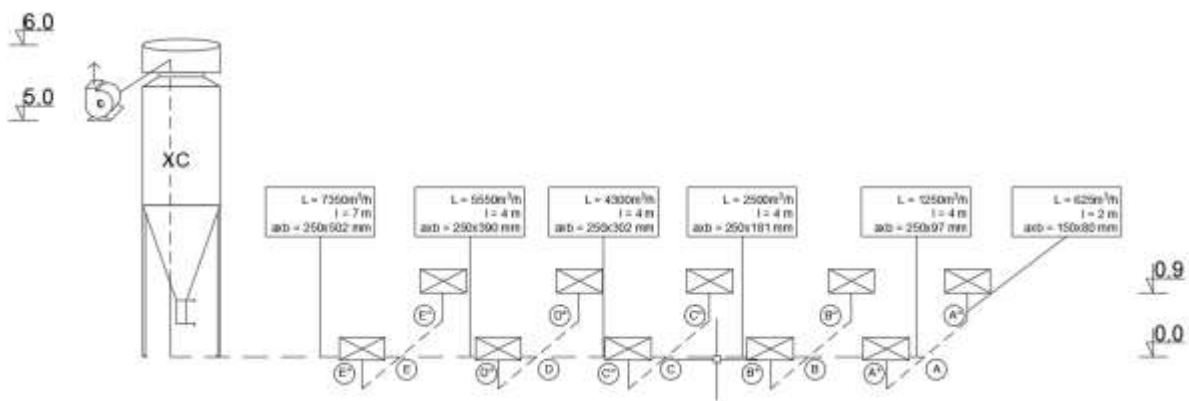 6.0
5.0
XC
L = 7350m³/h
l = 7 m
axb = 250x502 mm
L = 5550m³/h
l = 4 m
axb = 250x390 mm
L = 4300m³/h
l = 4 m
axb = 250x302 mm
L = 2500m³/h
l = 4 m
axb = 250x181 mm
L = 1250m³/h
l = 4 m
axb = 250x97 mm
L = 625m³/h
l = 2 m
axb = 150x80 mm
0.9
0.0
E
D
C
B
A